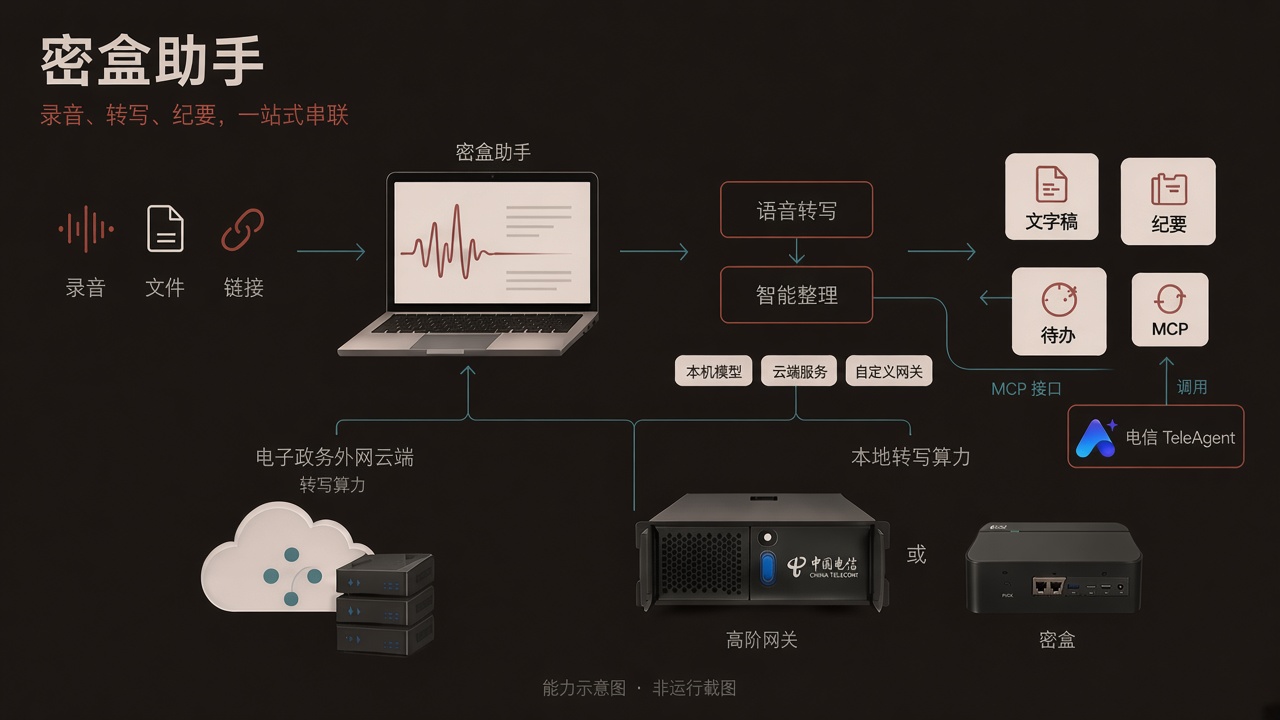 密盒助手
录音、转写、纪要，一站式串联
密盒助手
录音
文件
链接
语音转写
智能整理
本机模型
云端服务
自定义网关
文字稿
纪要
待办
MCP
MCP 接口
调用
电信 TeleAgent
电子政务外网云端
转写算力
本地转写算力
中国电信
CHINA TELECOM
或
高阶网关
密盒
能力示意图 · 非运行截图